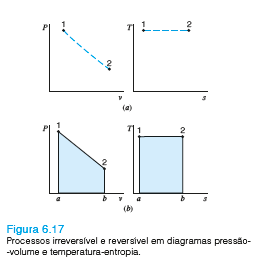 P 1 T 1 2
2
v s
(a)
P 1 T 1 2
2
a b v a b s
(b)
Figura 6.17
Processos irreversível e reversível em diagramas pressão-
-volume e temperatura-entropia.